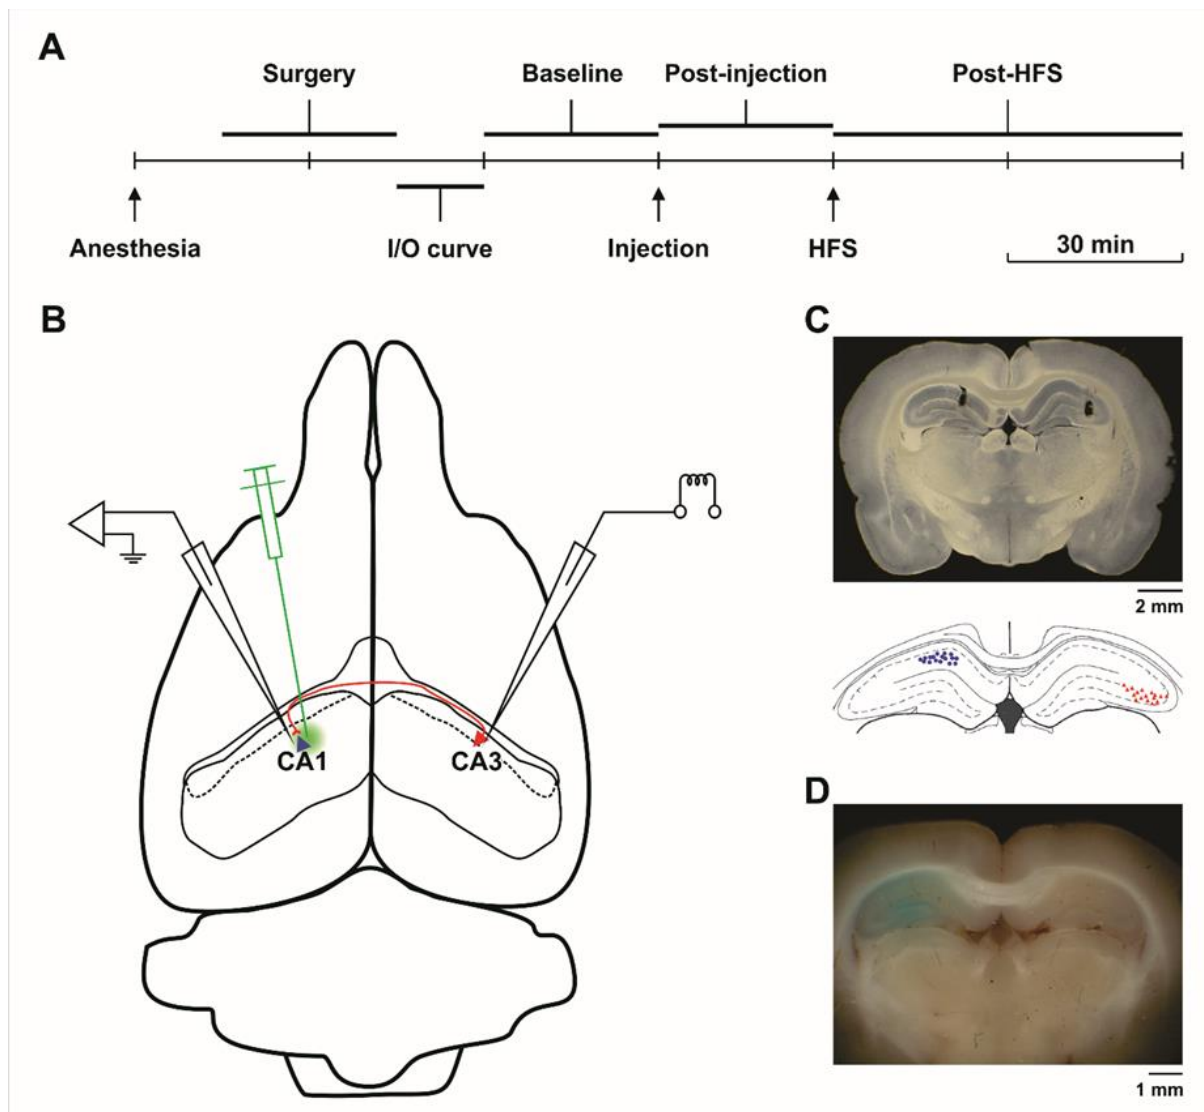 A
Surgery
Baseline
Post-injection
Post-HFS
Anesthesia
I/O curve
Injection
HFS
30 min
B
CA1
CA3
C
2 mm
D
1 mm